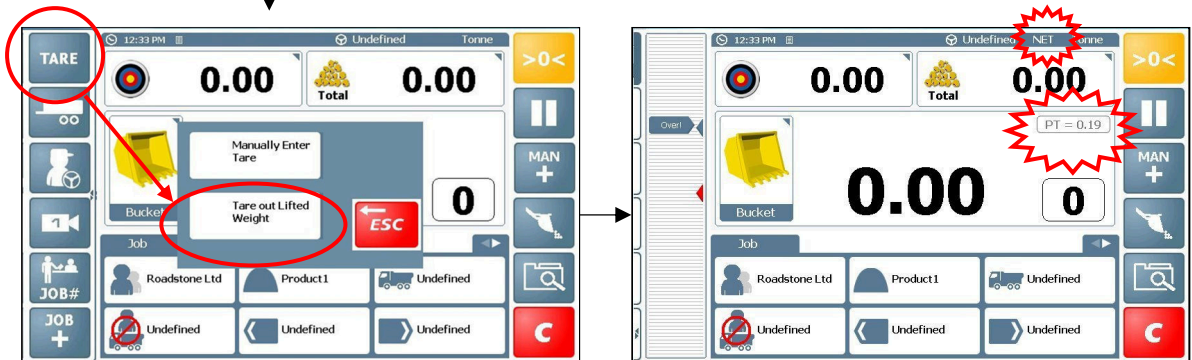 TARE
12:33 PM
Undefined
Tonne
>0<
0.00
Total
0.00
Manually Enter
Tare
MAN
+
Bucket
Tare out Lifted
Weight
ESC
0
1
Job
JOB#
Roadstone Ltd
Product1
Undefined
JOB
+
Undefined
Undefined
Undefined
C
12:33 PM
NET
>0<
0.00
Total
0.00
Over!
PT = 0.19
MAN
+
Bucket
0.00
0
Job
Roadstone Ltd
Product1
Undefined
Undefined
Undefined
Undefined
C